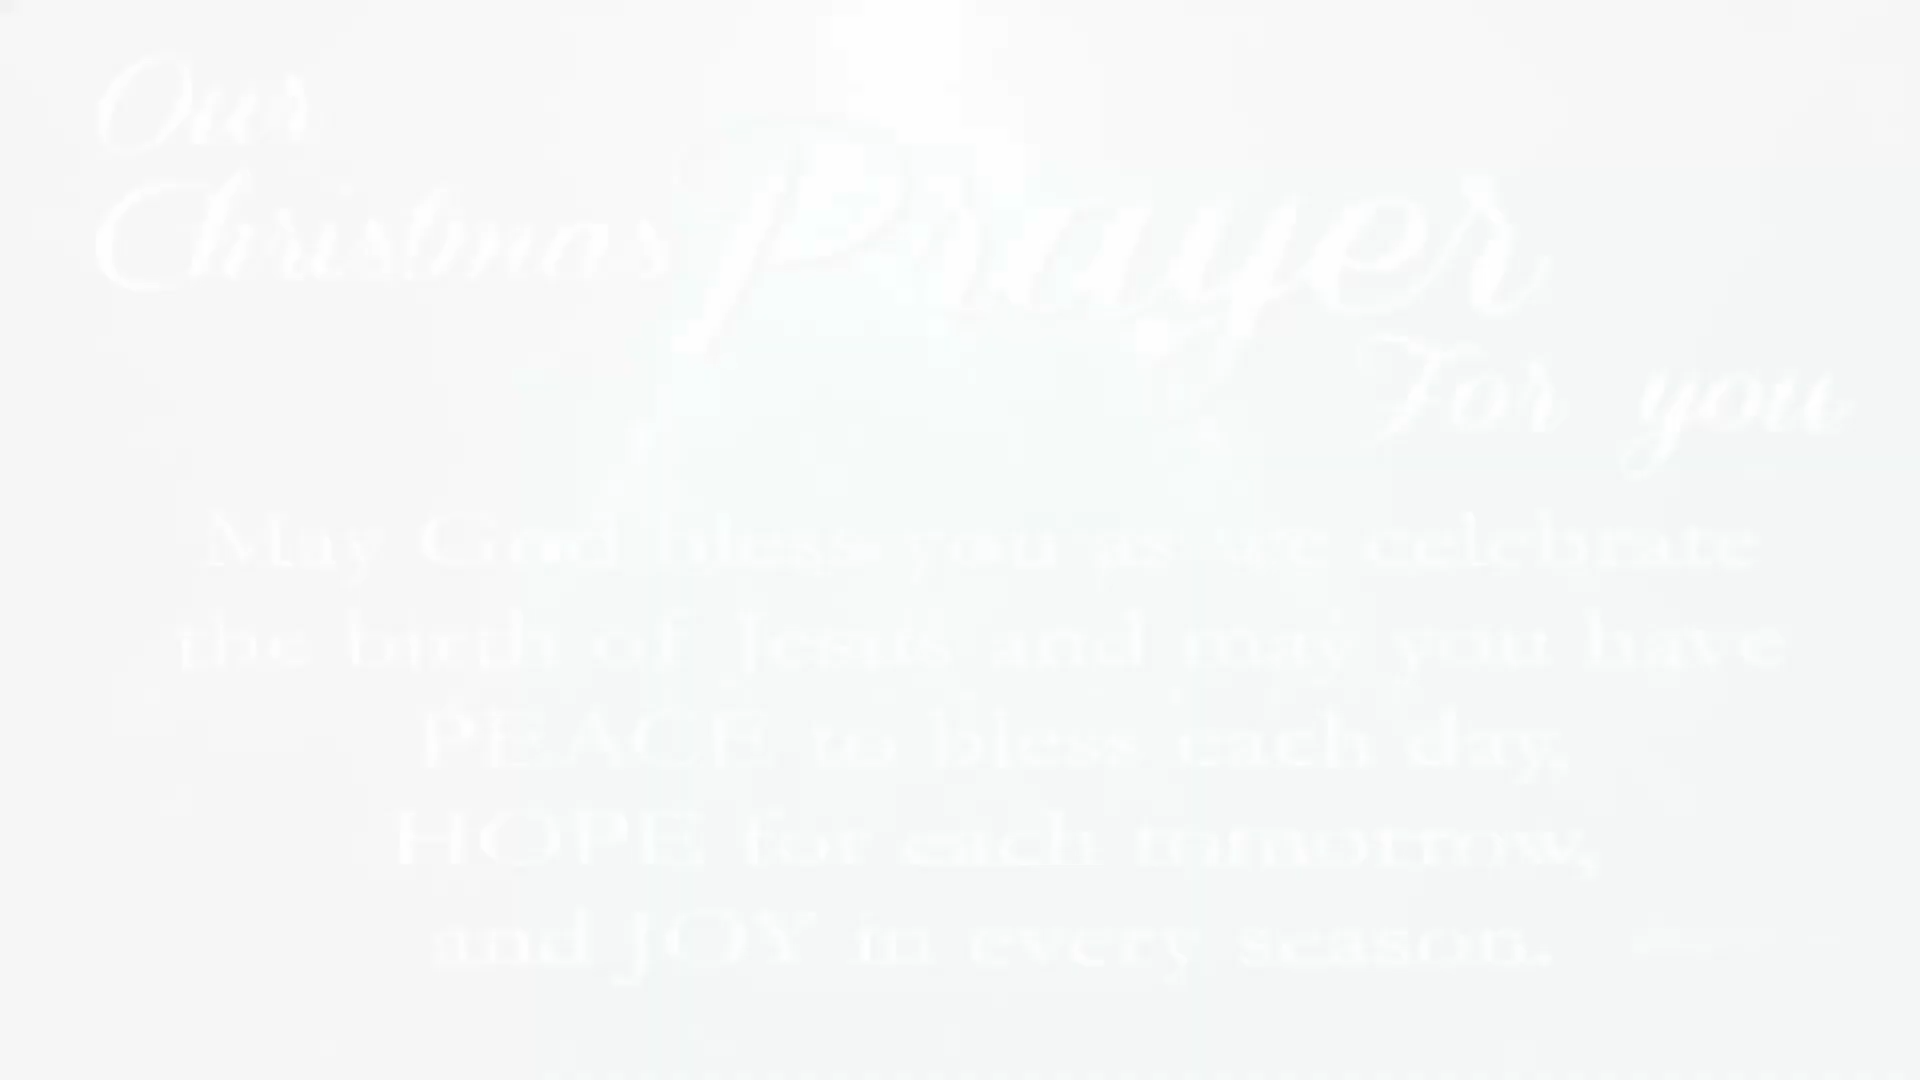 Our
Christmas Prayer
For you
May God bless you as we celebrate
the birth of Jesus and may you have
PEACE to bless each day,
HOPE for each tomorrow,
and JOY in every season.